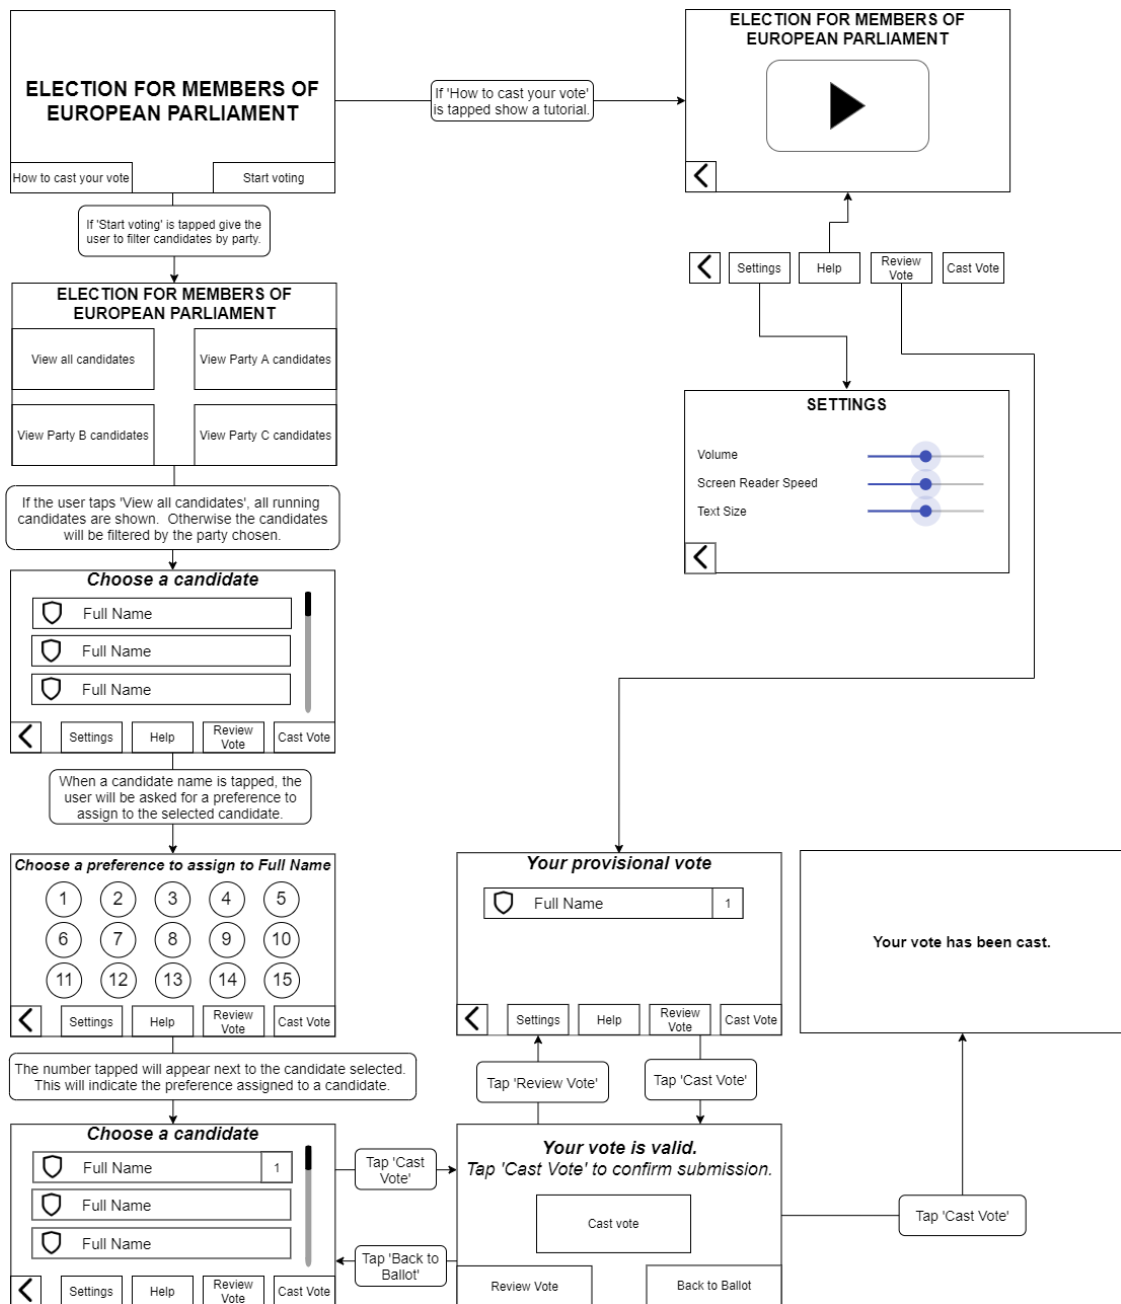 ELECTION FOR MEMBERS OF
EUROPEAN PARLIAMENT
How to cast your vote
Start voting
If 'How to cast your vote'
is tapped show a tutorial.
ELECTION FOR MEMBERS OF
EUROPEAN PARLIAMENT
Settings
Help
Review
Vote
Cast Vote
If 'Start voting' is tapped give the
user to filter candidates by party.
ELECTION FOR MEMBERS OF
EUROPEAN PARLIAMENT
View all candidates
View Party A candidates
View Party B candidates
View Party C candidates
SETTINGS
Volume
Screen Reader Speed
Text Size
If the user taps 'View all candidates', all running
candidates are shown. Otherwise the candidates
will be filtered by the party chosen.
Choose a candidate
Full Name
Full Name
Full Name
Settings
Help
Review
Vote
Cast Vote
When a candidate name is tapped, the
user will be asked for a preference to
assign to the selected candidate.
Choose a preference to assign to Full Name
1 2 3 4 5
6 7 8 9 10
11 12 13 14 15
Settings
Help
Review
Vote
Cast Vote
Your provisional vote
Full Name 1
Settings
Help
Review
Vote
Cast Vote
Your vote has been cast.
The number tapped will appear next to the candidate selected.
This will indicate the preference assigned to a candidate.
Tap 'Review Vote'
Tap 'Cast Vote'
Choose a candidate
Full Name 1
Full Name
Full Name
Settings
Help
Review
Vote
Cast Vote
Tap 'Cast
Vote'
Tap 'Back to
Ballot'
Your vote is valid.
Tap 'Cast Vote' to confirm submission.
Cast vote
Review Vote
Back to Ballot
Tap 'Cast Vote'